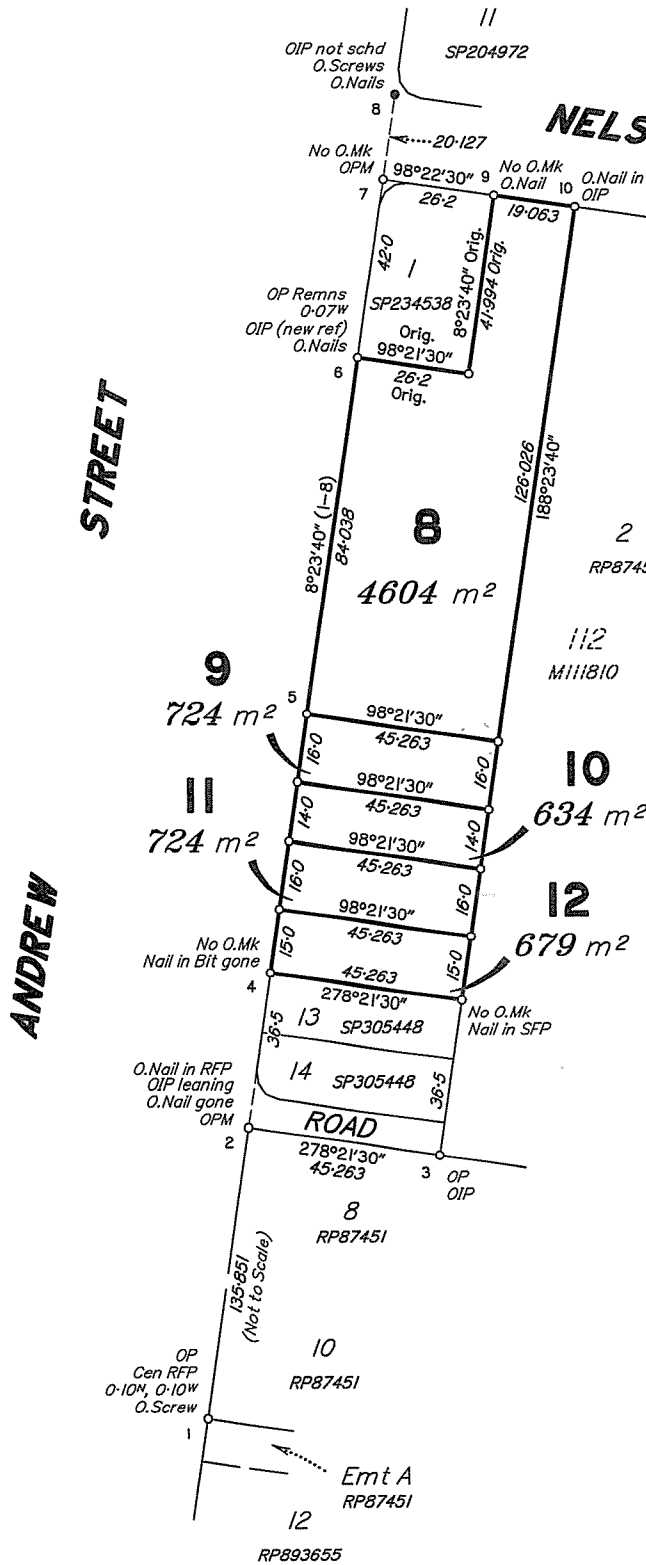 11
SP204972
OIP not schd
O.Screws
O.Nails
8
NELS
20·127
No O.Mk
OPM
7
98°22'30"
26·2
9
No O.Mk
O.Nail
10
O.Nail in
OIP
19·063
42·0
1
SP234538
8°23'40" Orig.
41·994 Orig.
OP Remns
0·07W
OIP (new ref)
O.Nails
6
Orig.
98°21'30"
26·2
Orig.
STREET
8°23'40" (1–8)
84·038
126·026
188°23'40"
8
4604 m²
2
RP8745
112
M111810
9
724 m²
5
98°21'30"
45·263
16·0
16·0
98°21'30"
45·263
10
634 m²
11
724 m²
14·0
14·0
98°21'30"
45·263
16·0
16·0
98°21'30"
45·263
12
679 m²
ANDREW
No O.Mk
Nail in Bit gone
4
15·0
15·0
45·263
278°21'30"
No O.Mk
Nail in SFP
13
SP305448
36·5
14
SP305448
36·5
O.Nail in RFP
OIP leaning
O.Nail gone
OPM
2
ROAD
278°21'30"
45·263
3
OP
OIP
8
RP87451
135·851
(Not to Scale)
10
RP87451
OP
Cen RFP
0·10N, 0·10W
O.Screw
1
Emt A
RP87451
12
RP893655